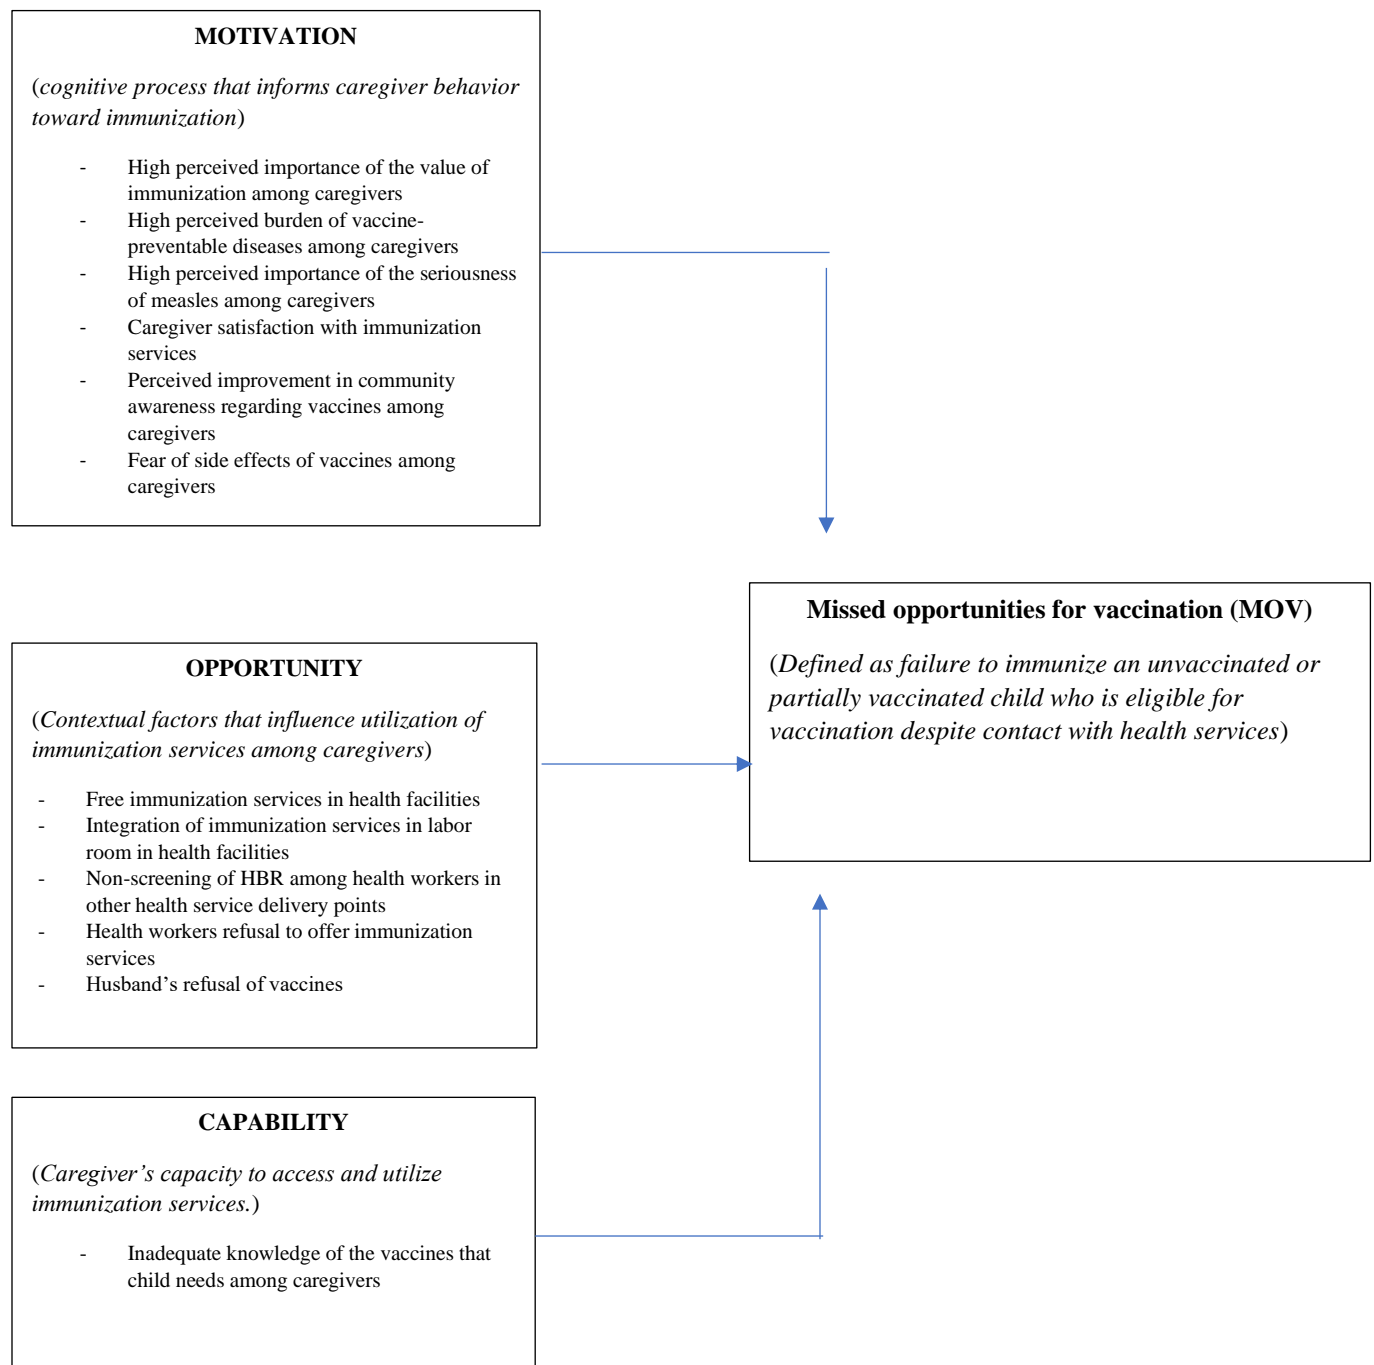 MOTIVATION
(cognitive process that informs caregiver behavior
toward immunization)
- High perceived importance of the value of
immunization among caregivers
- High perceived burden of vaccine-
preventable diseases among caregivers
- High perceived importance of the seriousness
of measles among caregivers
- Caregiver satisfaction with immunization
services
- Perceived improvement in community
awareness regarding vaccines among
caregivers
- Fear of side effects of vaccines among
caregivers
OPPORTUNITY
(Contextual factors that influence utilization of
immunization services among caregivers)
- Free immunization services in health facilities
- Integration of immunization services in labor
room in health facilities
- Non-screening of HBR among health workers in
other health service delivery points
- Health workers refusal to offer immunization
services
- Husband’s refusal of vaccines
CAPABILITY
(Caregiver’s capacity to access and utilize
immunization services.)
- Inadequate knowledge of the vaccines that
child needs among caregivers
Missed opportunities for vaccination (MOV)
(Defined as failure to immunize an unvaccinated or
partially vaccinated child who is eligible for
vaccination despite contact with health services)